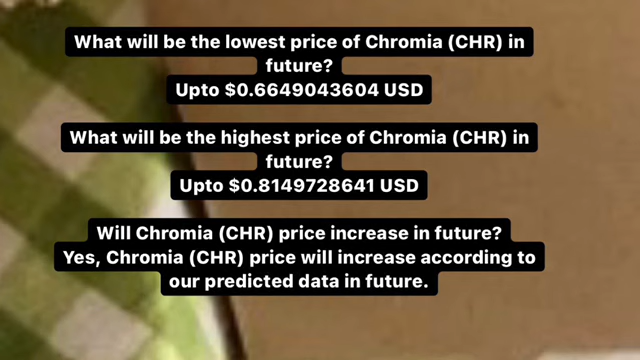 What will be the lowest price of Chromia (CHR) in
future?
Upto $0.6649043604 USD
What will be the highest price of Chromia (CHR) in
future?
Upto $0.8149728641 USD
Will Chromia (CHR) price increase in future?
Yes, Chromia (CHR) price will increase according to
our predicted data in future.